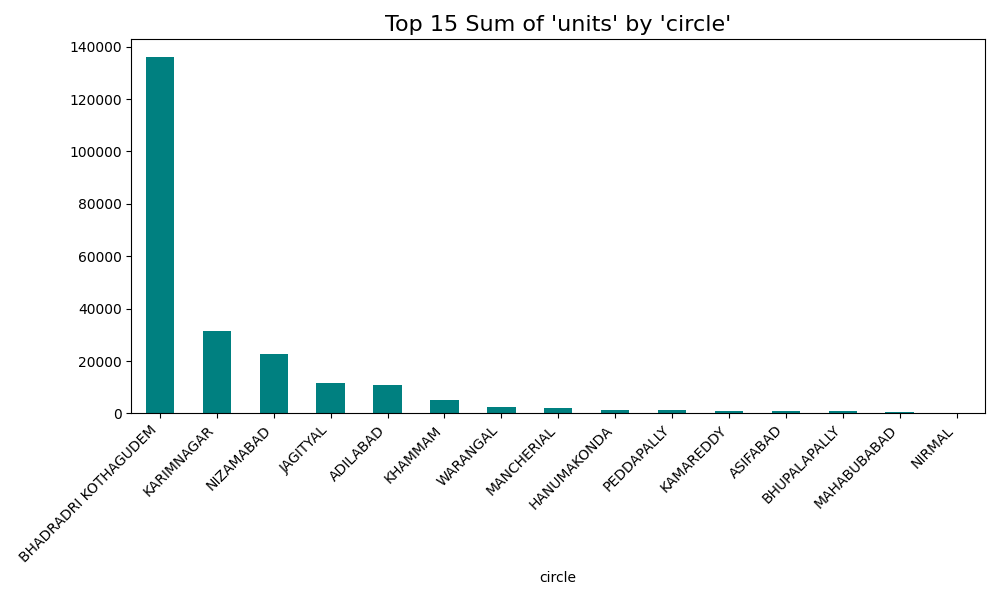 Top 15 Sum of 'units' by 'circle'
140000
120000
100000
80000
60000
40000
20000
0
BHADRADRI KOTHAGUDEM
KARIMNAGAR
NIZAMABAD
JAGITYAL
ADILABAD
KHAMMAM
WARANGAL
MANCHERIAL
HANUMAKONDA
PEDDAPALLY
KAMAREDDY
ASIFABAD
BHUPALAPALLY
MAHABUBABAD
NIRMAL
circle